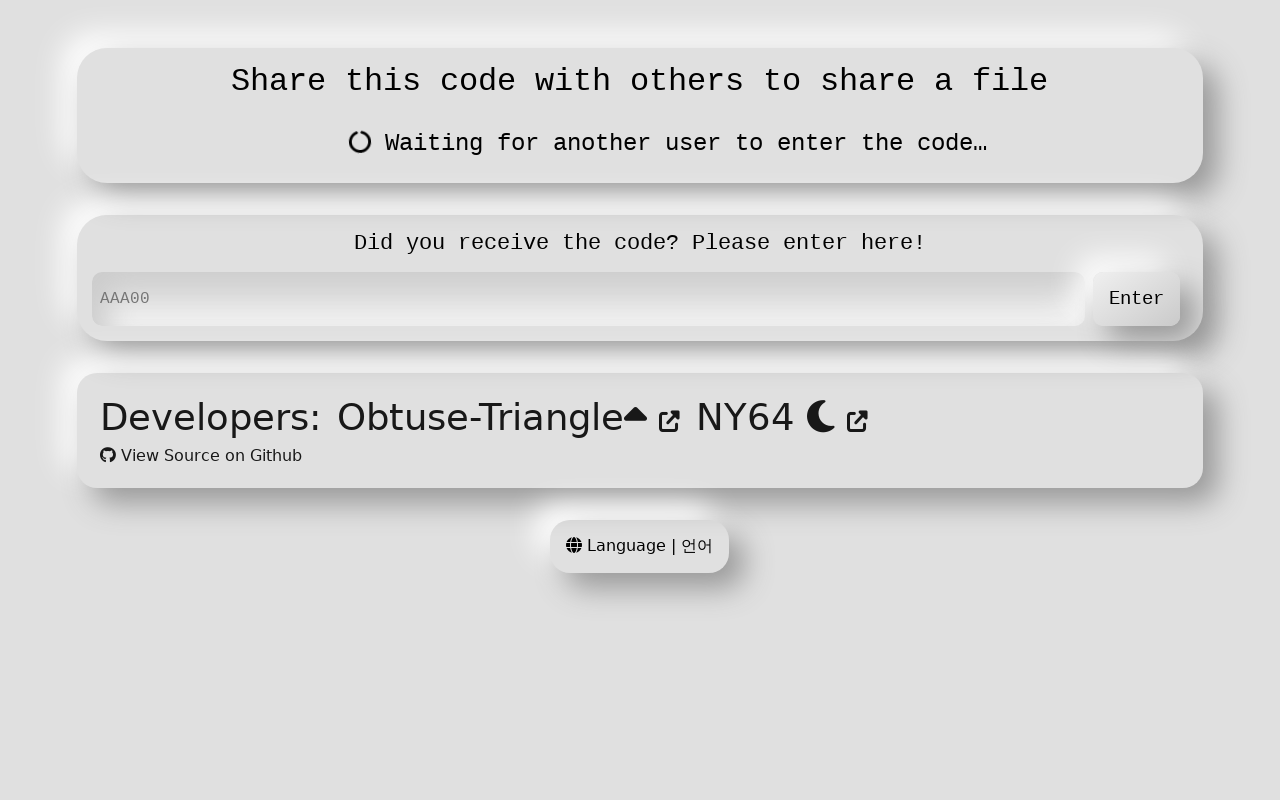 Share this code with others to share a file
Waiting for another user to enter the code…
Did you receive the code? Please enter here!
AAA00
Enter
Developers: Obtuse-Triangle NY64
View Source on Github
Language | 언어